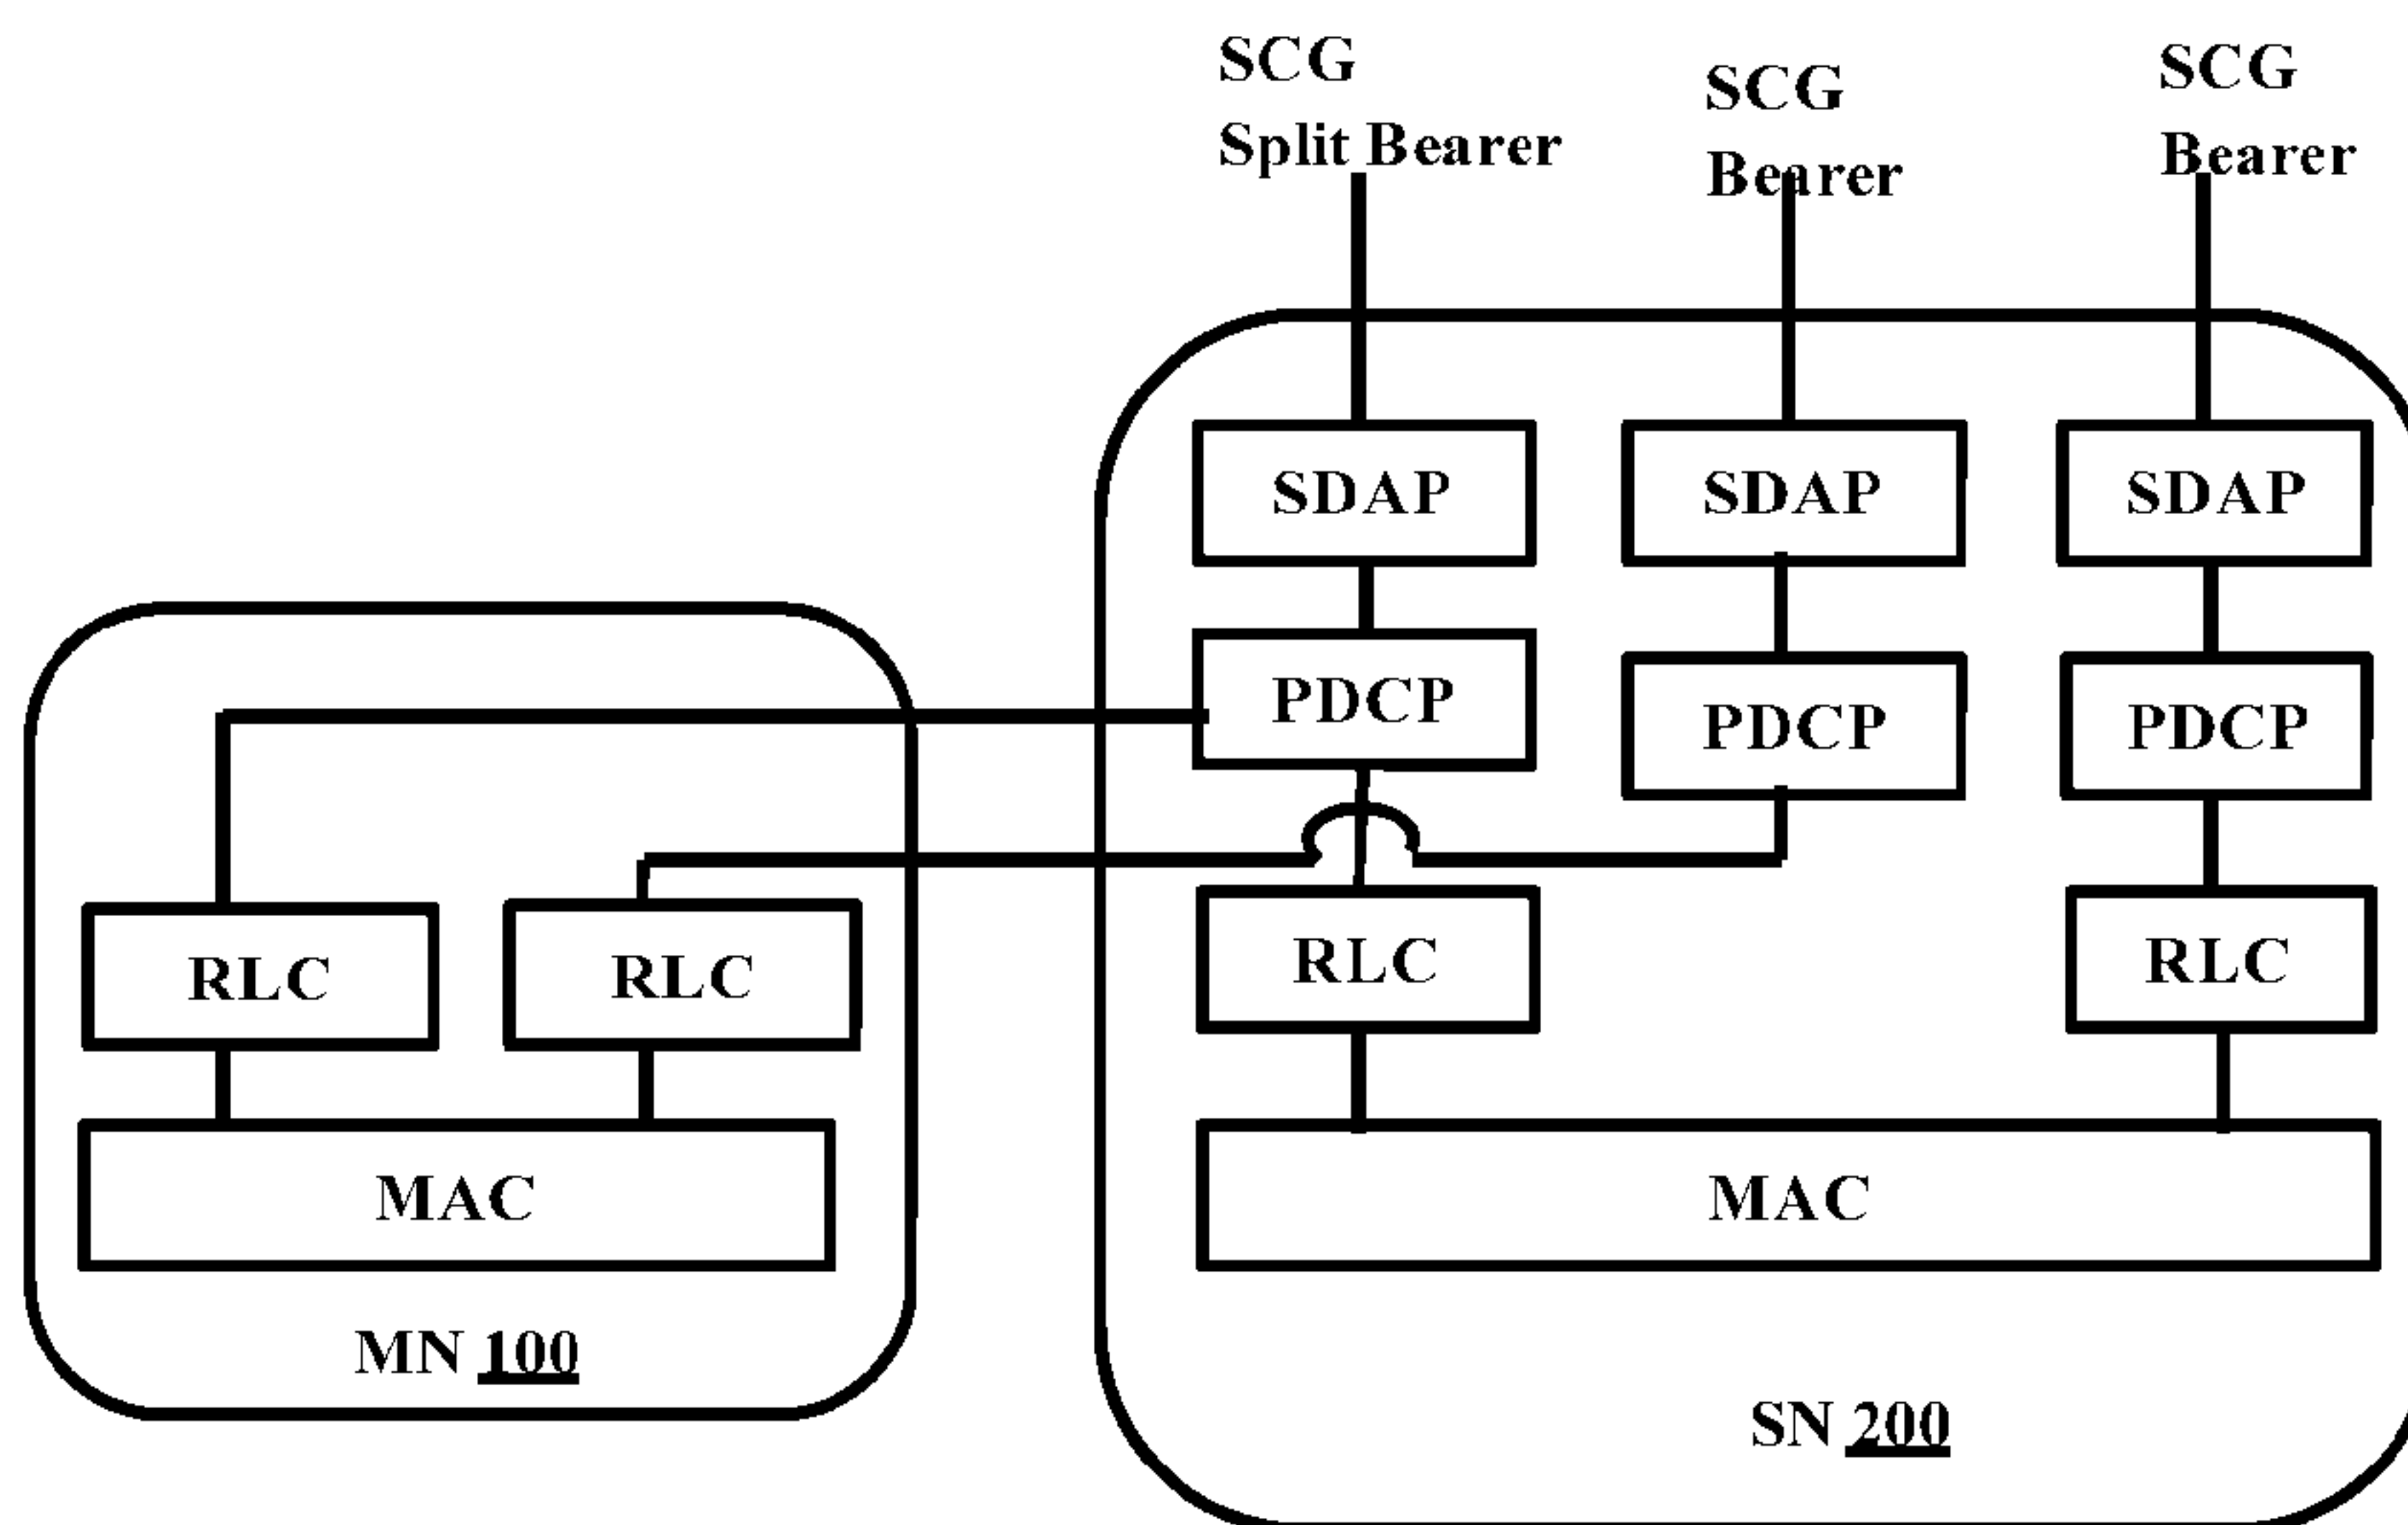 SCG
Split Bearer
SCG
Bearer
SCG
Bearer
SDAP
SDAP
SDAP
PDCP
PDCP
PDCP
RLC
RLC
RLC
RLC
MAC
MAC
MN 100
SN 200